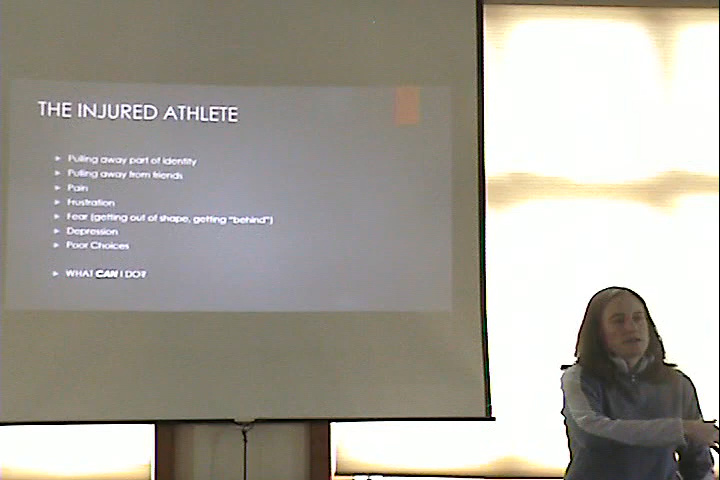 THE INJURED ATHLETE
Pulling away part of identity
Pulling away from friends
Pain
Frustration
Fear (getting out of shape, getting "behind")
Depression
Poor Choices
WHAT CAN I DO?